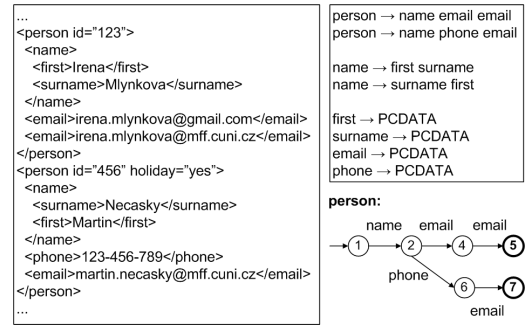 ...
<person id="123">
<name>
<first>Irena</first>
<surname>Mlynkova</surname>
</name>
<email>irena.mlynkova@gmail.com</email>
<email>irena.mlynkova@mff.cuni.cz</email>
</person>
<person id="456" holiday="yes">
<name>
<surname>Necasky</surname>
<first>Martin</first>
</name>
<phone>123-456-789</phone>
<email>martin.necasky@mff.cuni.cz</email>
</person>
...
person → name email email
person → name phone email
name → first surname
name → surname first
first → PCDATA
surname → PCDATA
email → PCDATA
phone → PCDATA
person:
name email email
1 2 4 5
phone
6 7
email